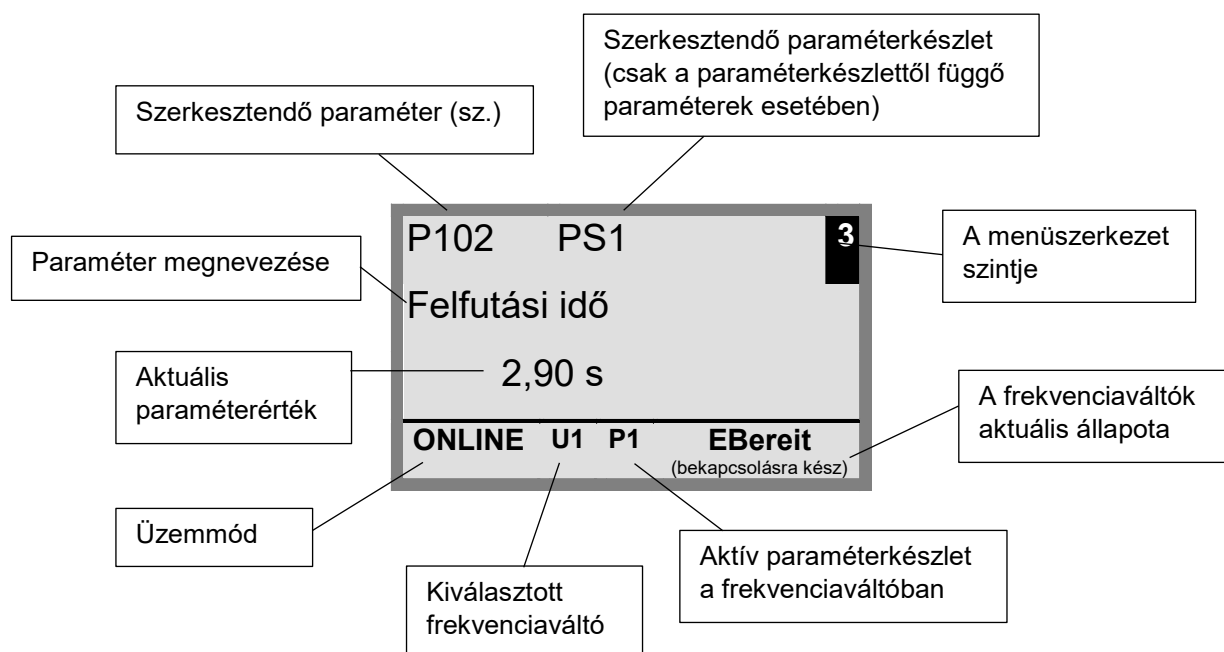 Szerkesztendő paraméterkészlet
(csak a paraméterkészlettől függő
paraméterek esetében)
Szerkesztendő paraméter (sz.)
P102 PS1 3
A menüszerkezet
szintje
Paraméter megnevezése
Felfutási idő
Aktuális
paraméterérték
2,90 s
A frekvenciaváltók
aktuális állapota
ONLINE U1 P1 EBereit
(bekapcsolásra kész)
Üzemmód
Aktív paraméterkészlet
a frekvenciaváltóban
Kiválasztott
frekvenciaváltó